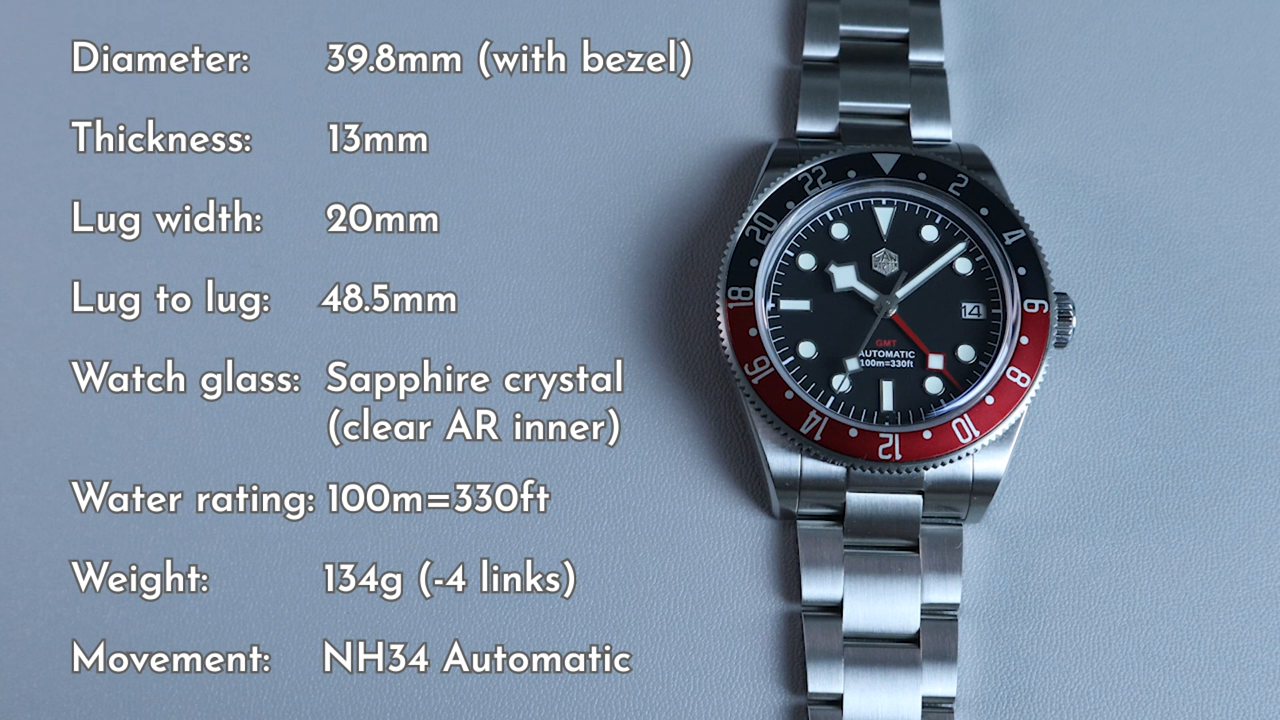 Diameter: 39.8mm (with bezel)
Thickness: 13mm
Lug width: 20mm
Lug to lug: 48.5mm
Watch glass: Sapphire crystal
(clear AR inner)
Water rating: 100m=330ft
Weight: 134g (-4 links)
Movement: NH34 Automatic
22 2
20 4
18 6
16 8
14 12 10
14
GMT
AUTOMATIC
100m=330ft